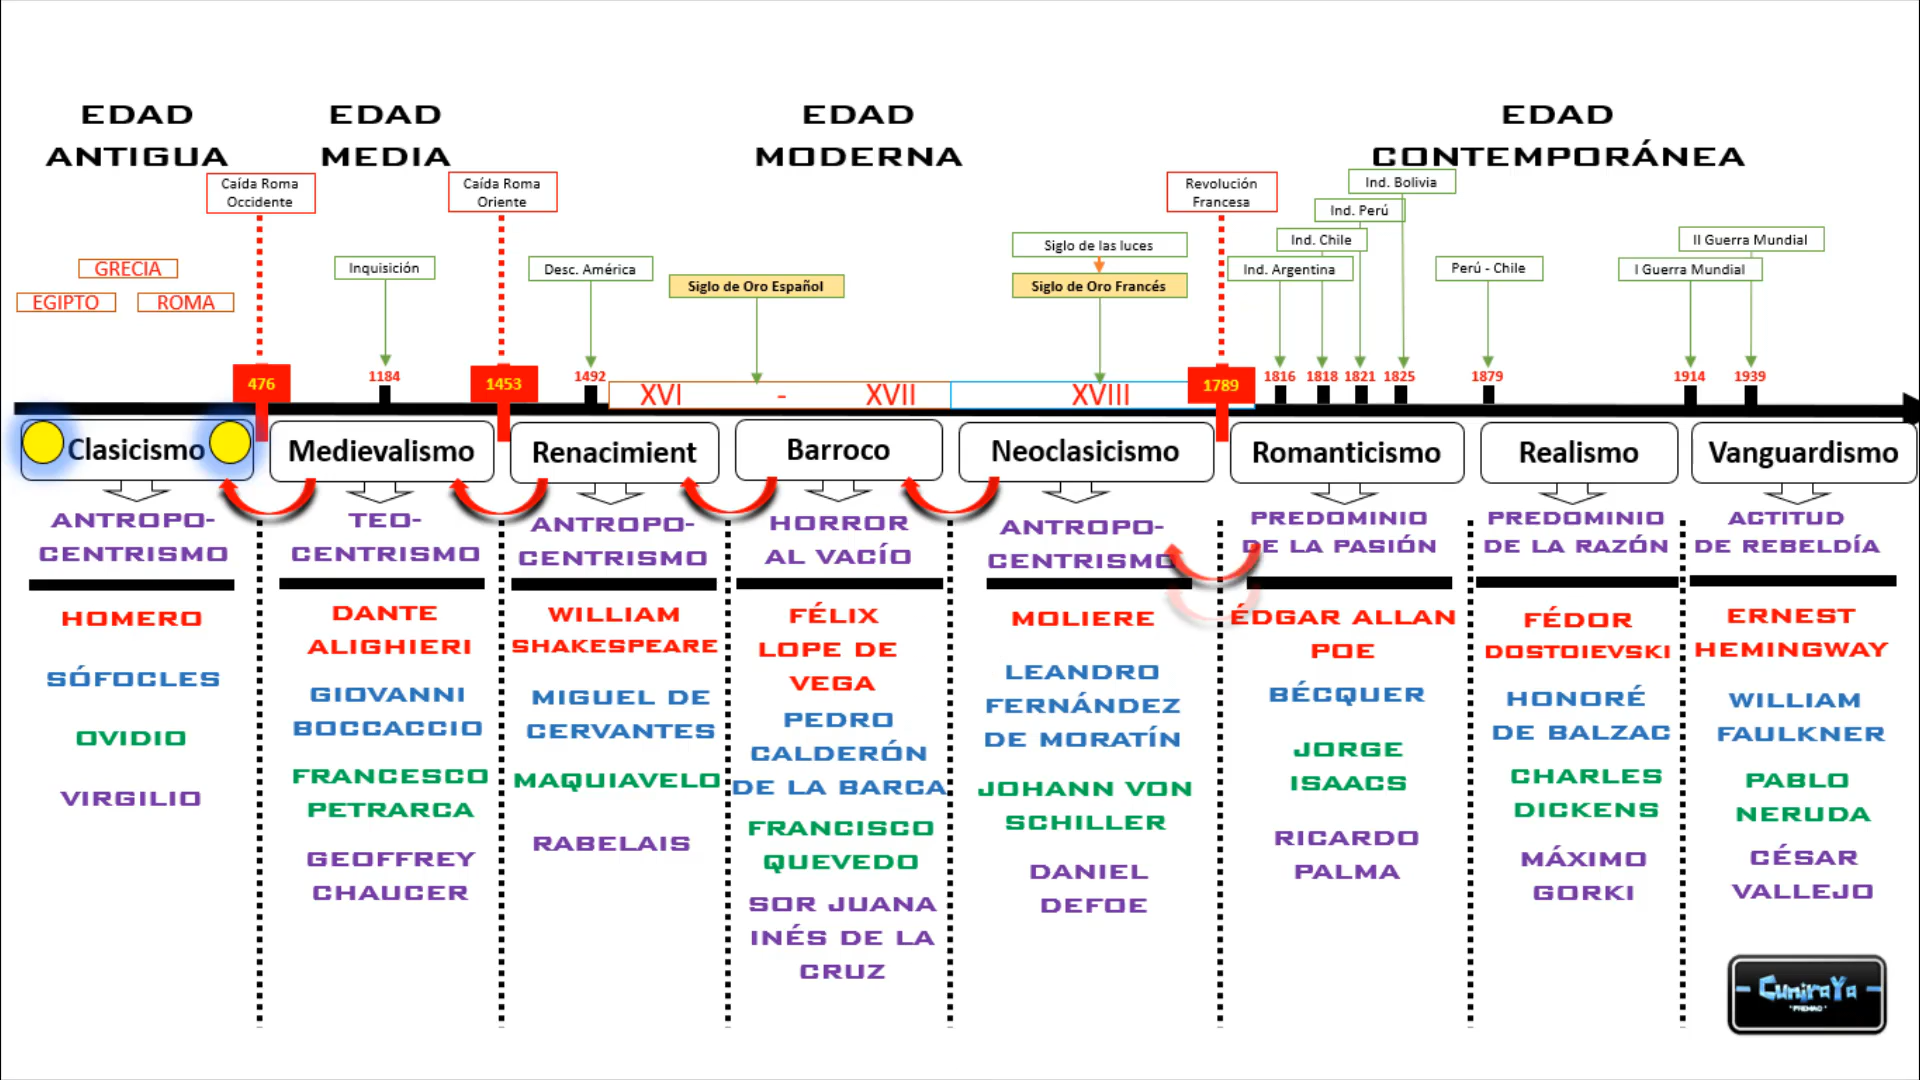 EDAD
ANTIGUA
EDAD
MEDIA
EDAD
MODERNA
EDAD
CONTEMPORÁNEA
Caída Roma
Occidente
Caída Roma
Oriente
Revolución
Francesa
Ind. Bolivia
Ind. Perú
Ind. Chile
Ind. Argentina
GRECIA
EGIPTO
ROMA
Inquisición
Desc. América
Siglo de Oro Español
Siglo de las luces
Siglo de Oro Francés
Perú - Chile
II Guerra Mundial
I Guerra Mundial
476
1184
1453
1492
XVI - XVII
XVIII
1789
1816
1818
1821
1825
1879
1914
1939
Clasicismo
Medievalismo
Renacimient
Barroco
Neoclasicismo
Romanticismo
Realismo
Vanguardismo
ANTROPO-
CENTRISMO
TEO-
CENTRISMO
ANTROPO-
CENTRISMO
HORROR
AL VACÍO
ANTROPO-
CENTRISMO
PREDOMINIO
DE LA PASIÓN
PREDOMINIO
DE LA RAZÓN
ACTITUD
DE REBELDÍA
HOMERO
SÓFOCLES
OVIDIO
VIRGILIO
DANTE
ALIGHIERI
GIOVANNI
BOCCACCIO
FRANCESCO
PETRARCA
GEOFFREY
CHAUCER
WILLIAM
SHAKESPEARE
MIGUEL DE
CERVANTES
MAQUIAVELO
RABELAIS
FÉLIX
LOPE DE
VEGA
PEDRO
CALDERÓN
DE LA BARCA
FRANCISCO
QUEVEDO
SOR JUANA
INÉS DE LA
CRUZ
MOLIERE
LEANDRO
FERNÁNDEZ
DE MORATÍN
JOHANN VON
SCHILLER
DANIEL
DEFOE
ÉDGAR ALLAN
POE
BÉCQUER
JORGE
ISAACS
RICARDO
PALMA
FÉDOR
DOSTOIEVSKI
HONORÉ
DE BALZAC
CHARLES
DICKENS
MÁXIMO
GORKI
ERNEST
HEMINGWAY
WILLIAM
FAULKNER
PABLO
NERUDA
CÉSAR
VALLEJO
CuniraYa